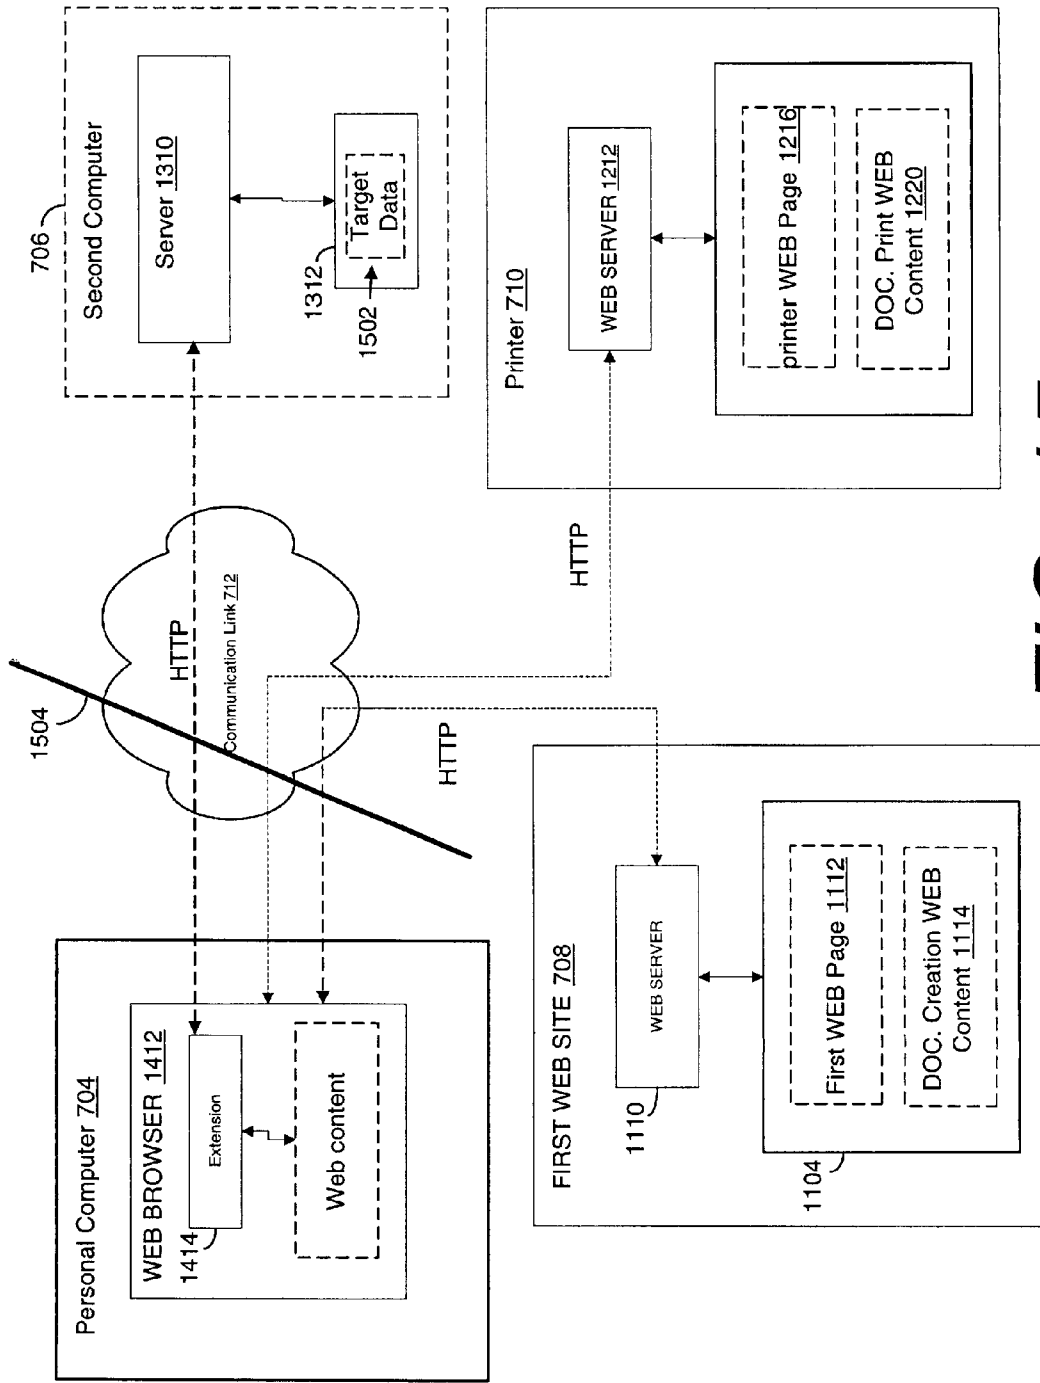 Personal Computer 704
WEB BROWSER 1412
1414
Extension
Web content
1504
HTTP
Communication Link 712
HTTP
HTTP
706
Second Computer
Server 1310
1312
Target
Data
1502
FIRST WEB SITE 708
1110
WEB SERVER
1104
First WEB Page 1112
DOC. Creation WEB
Content 1114
Printer 710
WEB SERVER 1212
printer WEB Page 1216
DOC. Print WEB
Content 1220